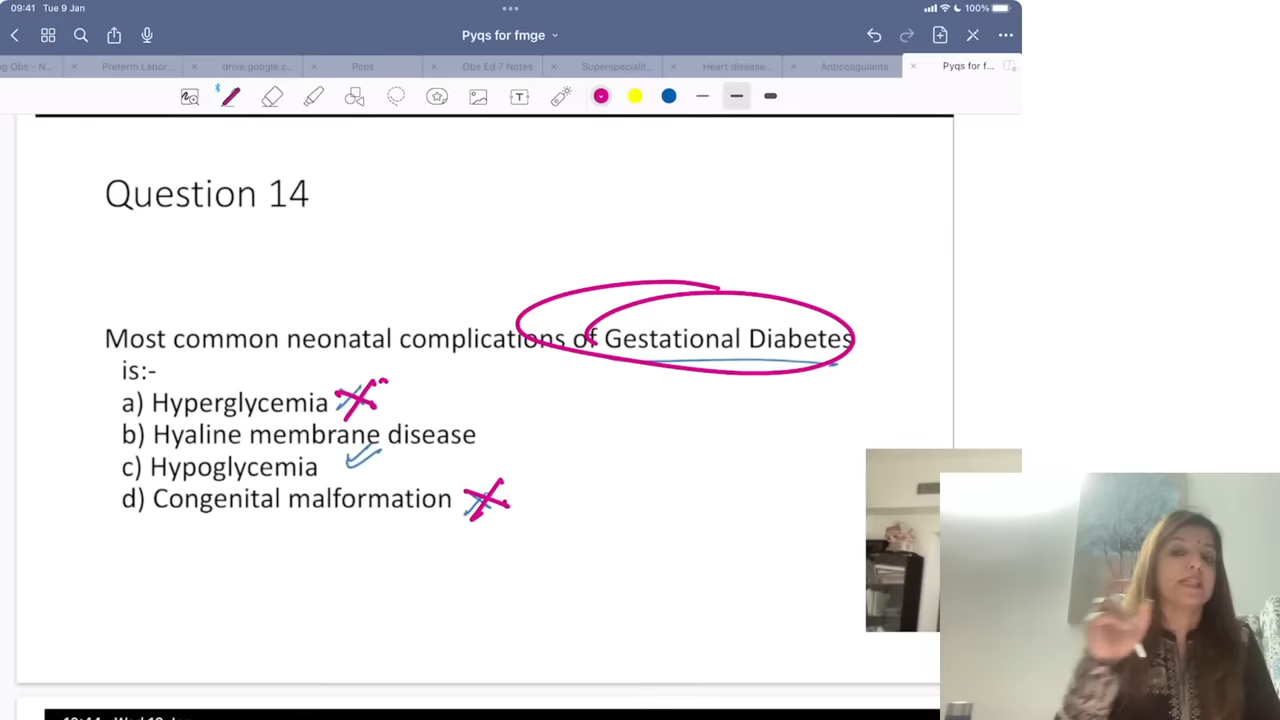 09:41 Tue 9 Jan
100%
Pyqs for fmge
ng Obs - N...
Preterm Labor...
drive.google.c...
Pcos
Obs Ed 7 Notes
Superspecialit...
Heart disease...
Anticoagulants
Pyqs for f...
T
Question 14
Most common neonatal complications of Gestational Diabetes
is:-
a) Hyperglycemia
b) Hyaline membrane disease
c) Hypoglycemia
d) Congenital malformation